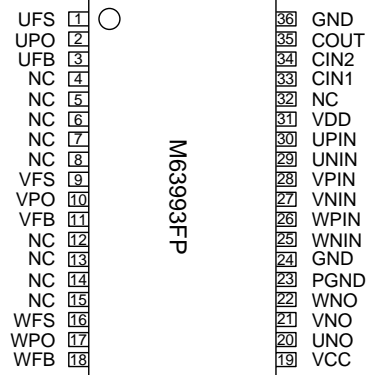 UFS 1 36 GND
UPO 2 35 COUT
UFB 3 34 CIN2
NC 4 33 CIN1
NC 5 32 NC
NC 6 31 VDD
NC 7 30 UPIN
NC 8 29 UNIN
VFS 9 28 VPIN
VPO 10 27 VNIN
VFB 11 26 WPIN
NC 12 25 WNIN
NC 13 24 GND
NC 14 23 PGND
NC 15 22 WNO
WFS 16 21 VNO
WPO 17 20 UNO
WFB 18 19 VCC
M63993FP